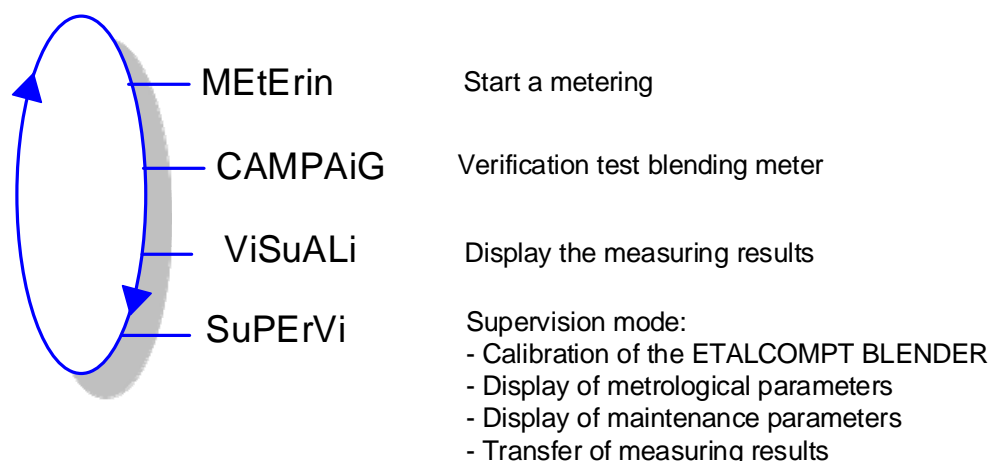 MEtErin Start a metering
CAMPAiG Verification test blending meter
ViSuALi Display the measuring results
SuPErVi Supervision mode:
- Calibration of the ETALCOMPT BLENDER
- Display of metrological parameters
- Display of maintenance parameters
- Transfer of measuring results